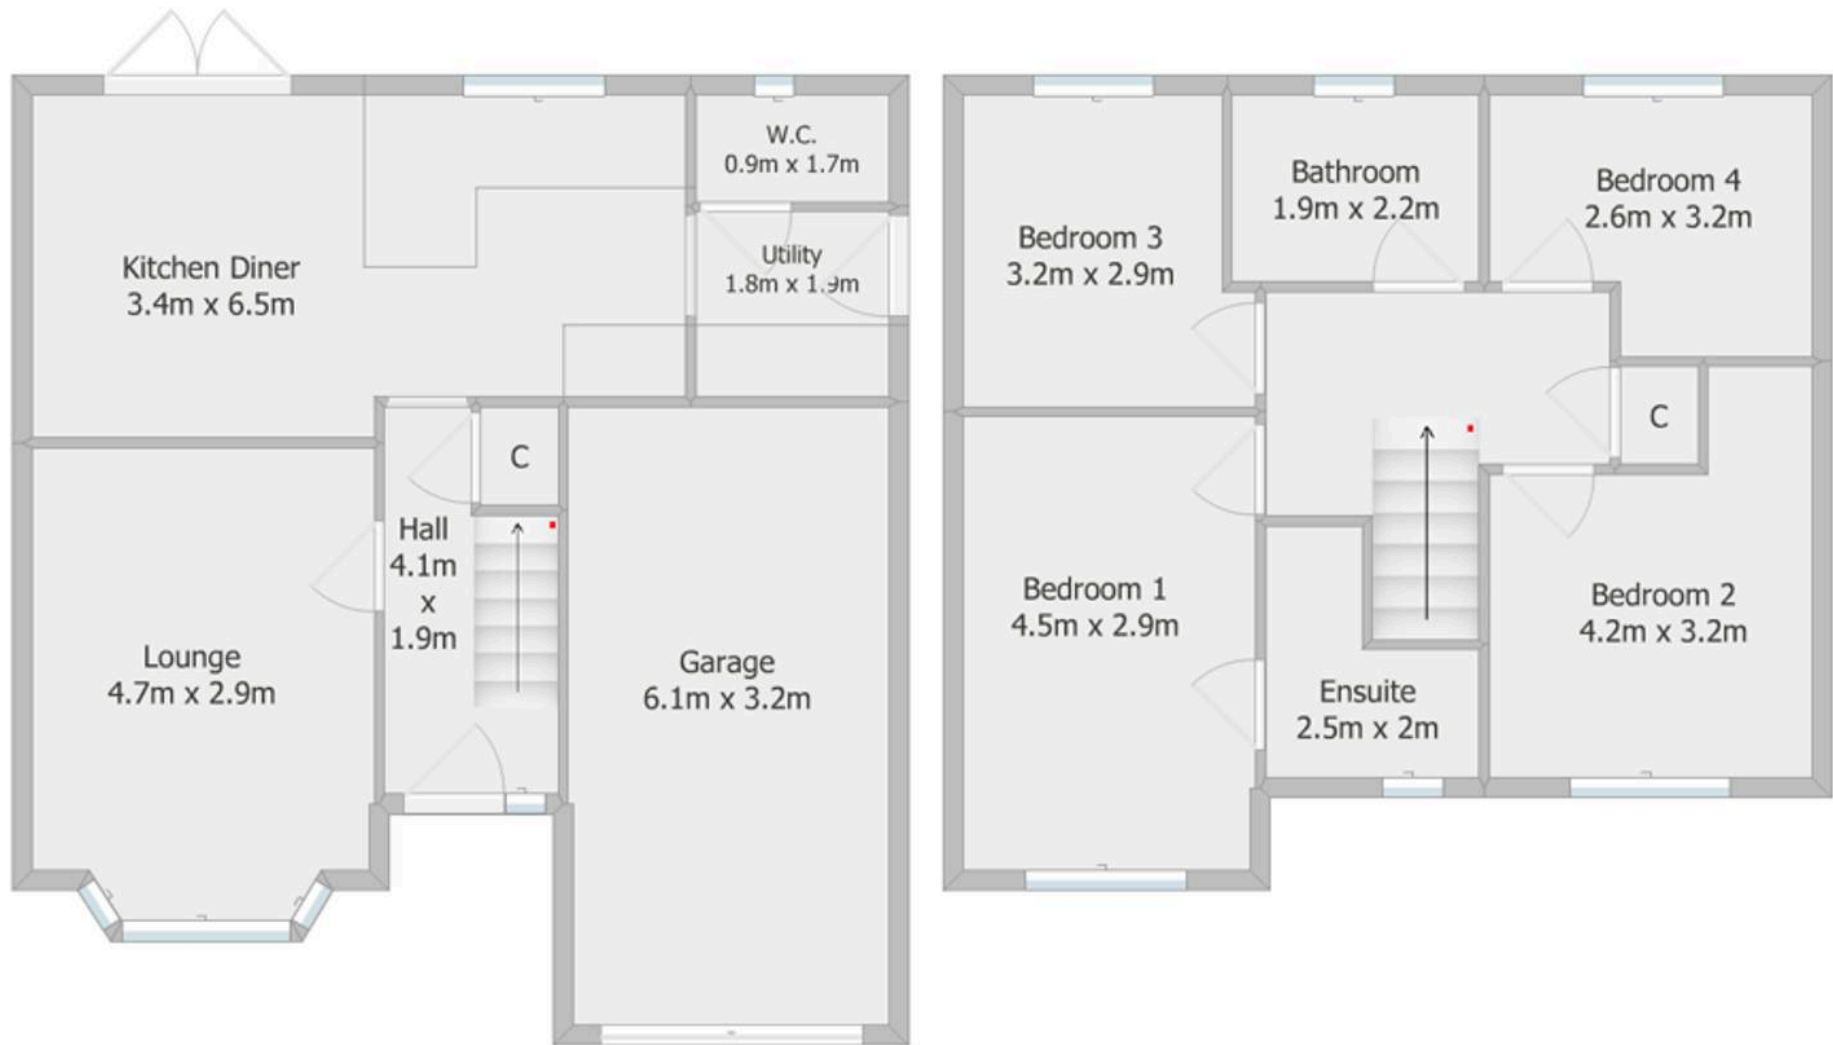 W.C.
0.9m x 1.7m
Utility
1.8m x 1.9m
Kitchen Diner
3.4m x 6.5m
C
Hall
4.1m
x
1.9m
Lounge
4.7m x 2.9m
Garage
6.1m x 3.2m
Bathroom
1.9m x 2.2m
Bedroom 4
2.6m x 3.2m
Bedroom 3
3.2m x 2.9m
C
Bedroom 1
4.5m x 2.9m
Bedroom 2
4.2m x 3.2m
Ensuite
2.5m x 2m